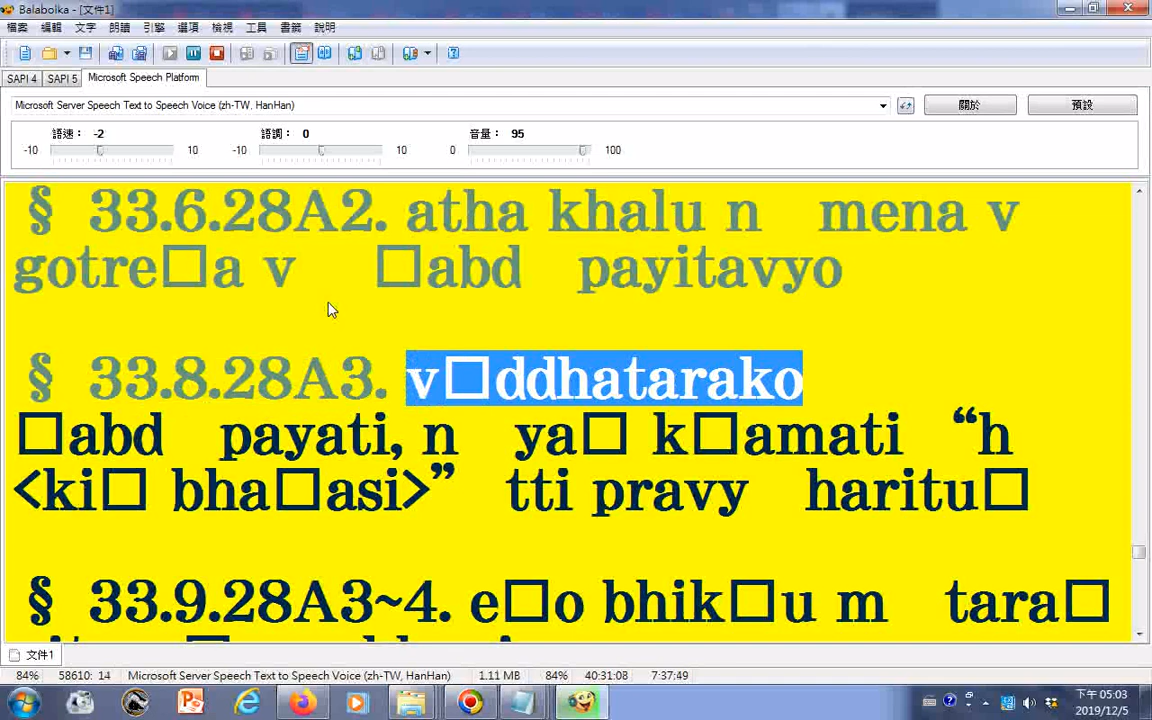 Balabolka - [文件1]
檔案 編輯 文字 朗讀 引擎 選項 檢視 工具 書籤 說明
SAPI 4 SAPI 5 Microsoft Speech Platform
Microsoft Server Speech Text to Speech Voice (zh-TW, HanHan) 關於 預設
語速： -2 語調： 0 音量： 95
-10 10 -10 10 0 100
§ 33.6.28A2. atha khalu n mena v
gotre□a v □abd payitavyo
§ 33.8.28A3. v□ddhatarako
□abd payati, n ya□ k□amati “h
<ki□ bha□asi>” tti pravy haritu□
§ 33.9.28A3~4. e□o bhik□u m tara□
文件1
84% 58610: 14 Microsoft Server Speech Text to Speech Voice (zh-TW, HanHan) 1.11 MB 84% 40:31:08 7:37:49
下午 05:03
2019/12/5